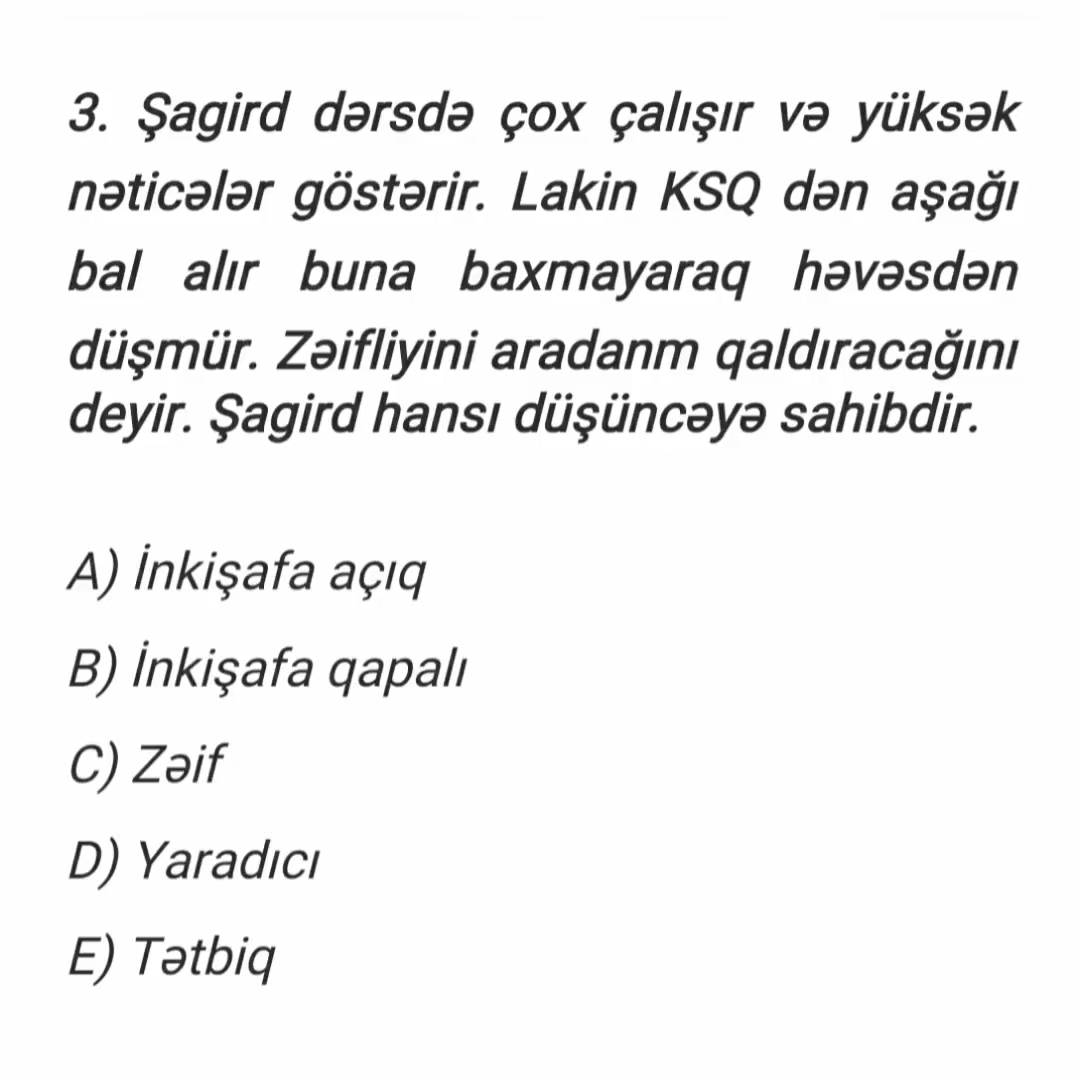 3. Şagird dərsdə çox çalışır və yüksək
nəticələr göstərir. Lakin KSQ dən aşağı
bal alır buna baxmayaraq həvəsdən
düşmür. Zəifliyini aradanm qaldıracağını
deyir. Şagird hansı düşüncəyə sahibdir.
A) İnkişafa açıq
B) İnkişafa qapalı
C) Zəif
D) Yaradıcı
E) Tətbiq